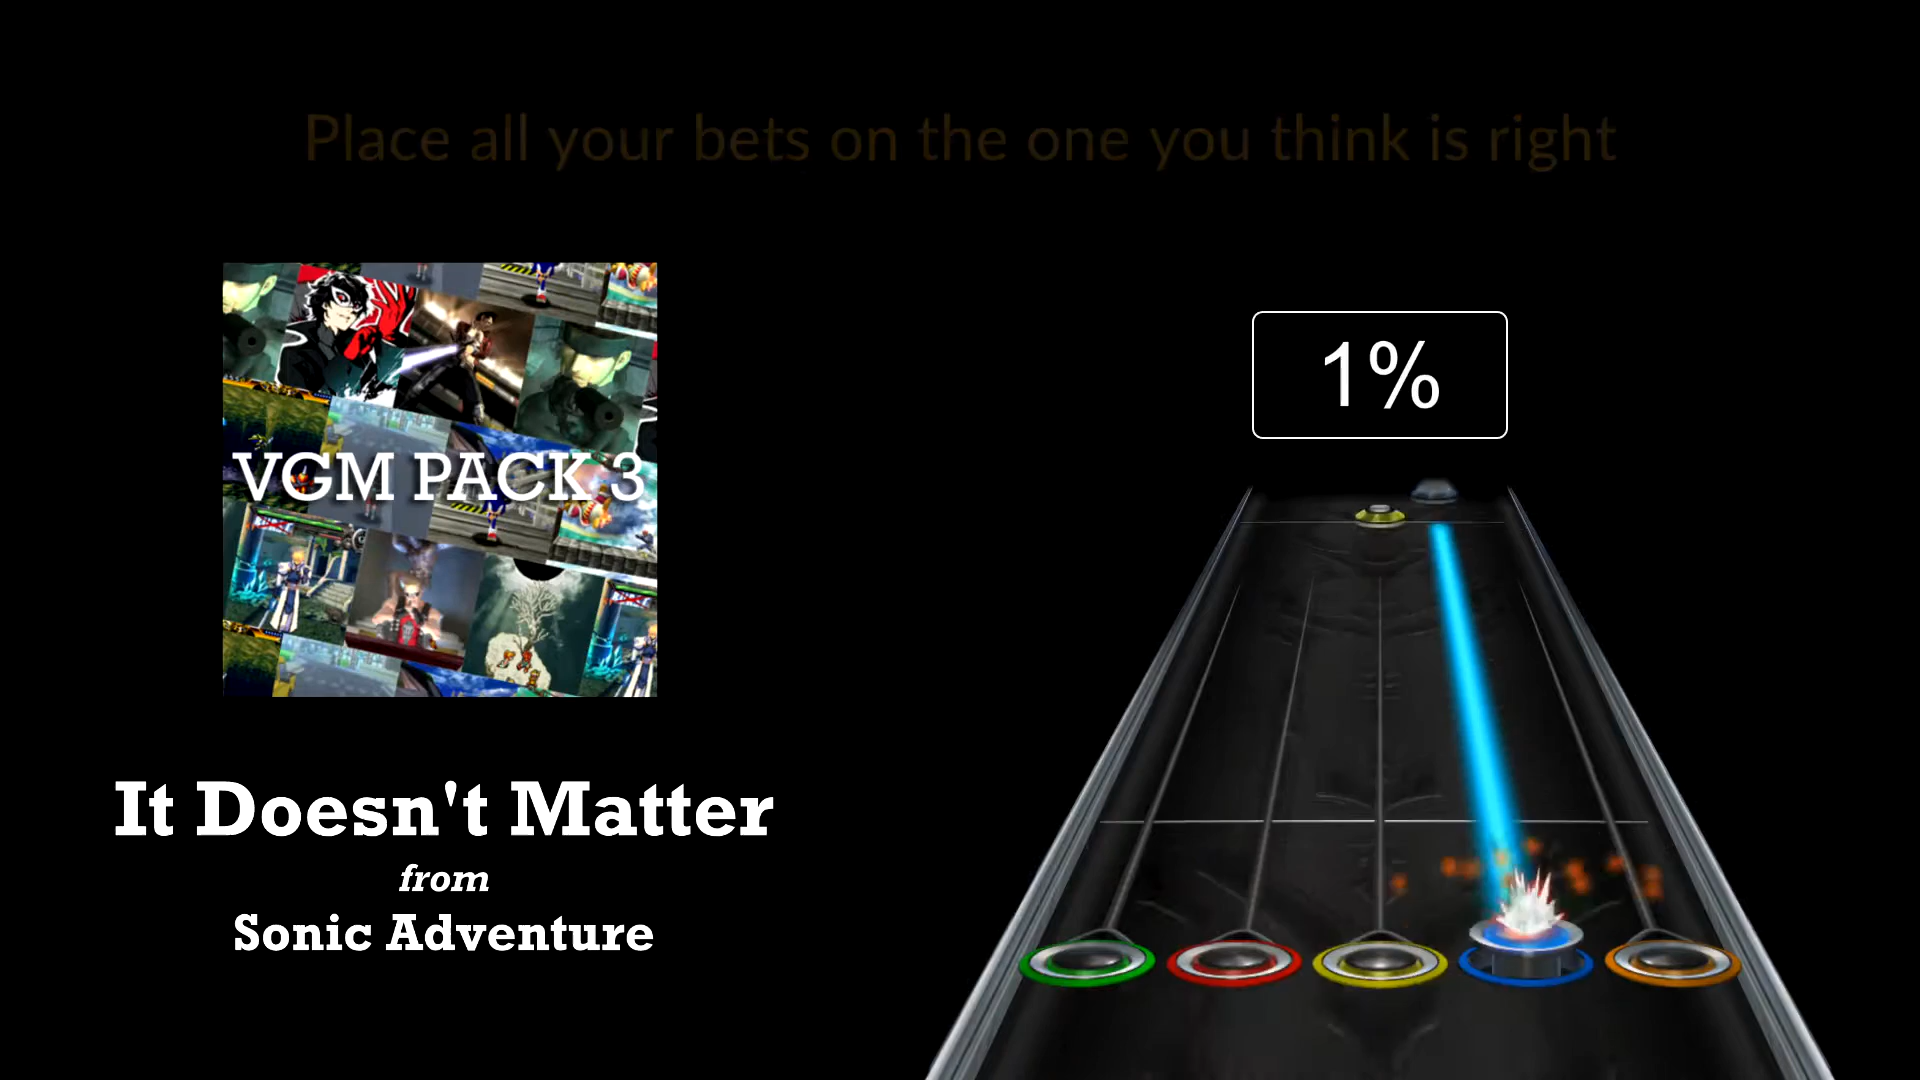 Place all your bets on the one you think is right
VGM PACK 3
1%
It Doesn't Matter
from
Sonic Adventure